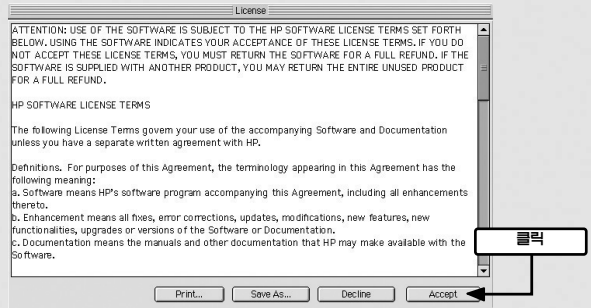 License
ATTENTION: USE OF THE SOFTWARE IS SUBJECT TO THE HP SOFTWARE LICENSE TERMS SET FORTH
BELOW. USING THE SOFTWARE INDICATES YOUR ACCEPTANCE OF THESE LICENSE TERMS. IF YOU DO
NOT ACCEPT THESE LICENSE TERMS, YOU MUST RETURN THE SOFTWARE FOR A FULL REFUND. IF THE
SOFTWARE IS SUPPLIED WITH ANOTHER PRODUCT, YOU MAY RETURN THE ENTIRE UNUSED PRODUCT
FOR A FULL REFUND.
HP SOFTWARE LICENSE TERMS
The following License Terms govern your use of the accompanying Software and Documentation
unless you have a separate written agreement with HP.
Definitions. For purposes of this Agreement, the terminology appearing in this Agreement has the
following meaning:
a. Software means HP's software program accompanying this Agreement, including all enhancements
thereto.
b. Enhancement means all fixes, error corrections, updates, modifications, new features, new
functionalities, upgrades or versions of the Software or Documentation.
c. Documentation means the manuals and other documentation that HP may make available with the
Software.
클릭
Print... Save As... Decline Accept